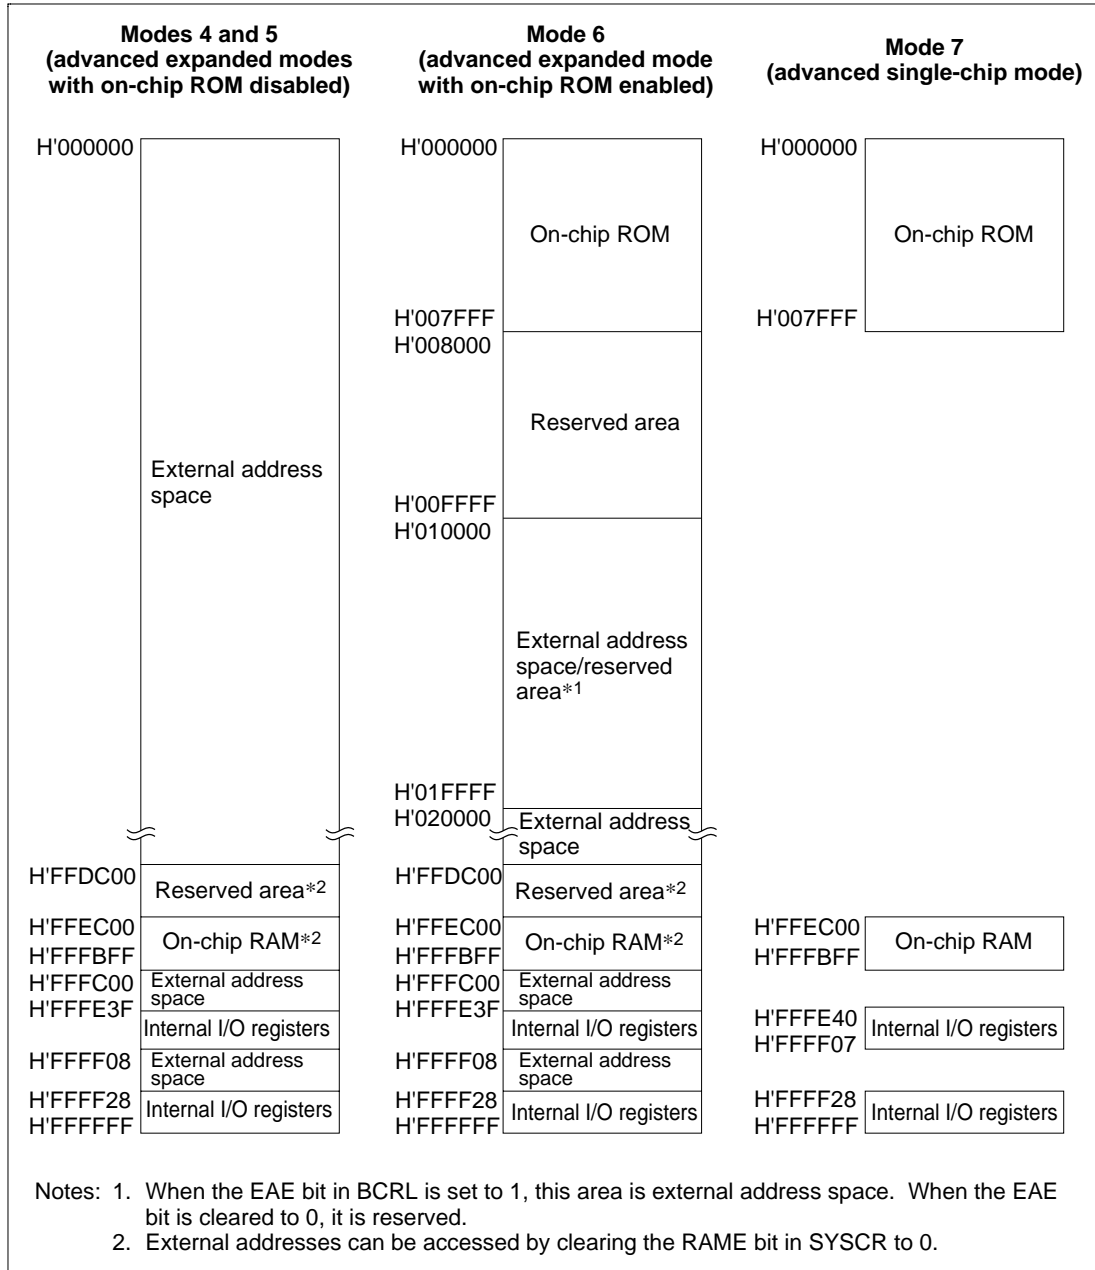 Modes 4 and 5
(advanced expanded modes
with on-chip ROM disabled)
H'000000
External address
space
H'FFDC00
Reserved area*2
H'FFEC00
On-chip RAM*2
H'FFFBFF
H'FFFC00
External address
space
H'FFFE3F
Internal I/O registers
H'FFFF08
External address
space
H'FFFF28
Internal I/O registers
H'FFFFFF
Mode 6
(advanced expanded mode
with on-chip ROM enabled)
H'000000
On-chip ROM
H'007FFF
H'008000
Reserved area
H'00FFFF
H'010000
External address
space/reserved
area*1
H'01FFFF
H'020000
External address
space
H'FFDC00
Reserved area*2
H'FFEC00
On-chip RAM*2
H'FFFBFF
H'FFFC00
External address
space
H'FFFE3F
Internal I/O registers
H'FFFF08
External address
space
H'FFFF28
Internal I/O registers
H'FFFFFF
Mode 7
(advanced single-chip mode)
H'000000
On-chip ROM
H'007FFF
H'FFEC00
On-chip RAM
H'FFFBFF
H'FFFE40
Internal I/O registers
H'FFFF07
H'FFFF28
Internal I/O registers
H'FFFFFF
Notes: 1. When the EAE bit in BCRL is set to 1, this area is external address space. When the EAE
bit is cleared to 0, it is reserved.
2. External addresses can be accessed by clearing the RAME bit in SYSCR to 0.